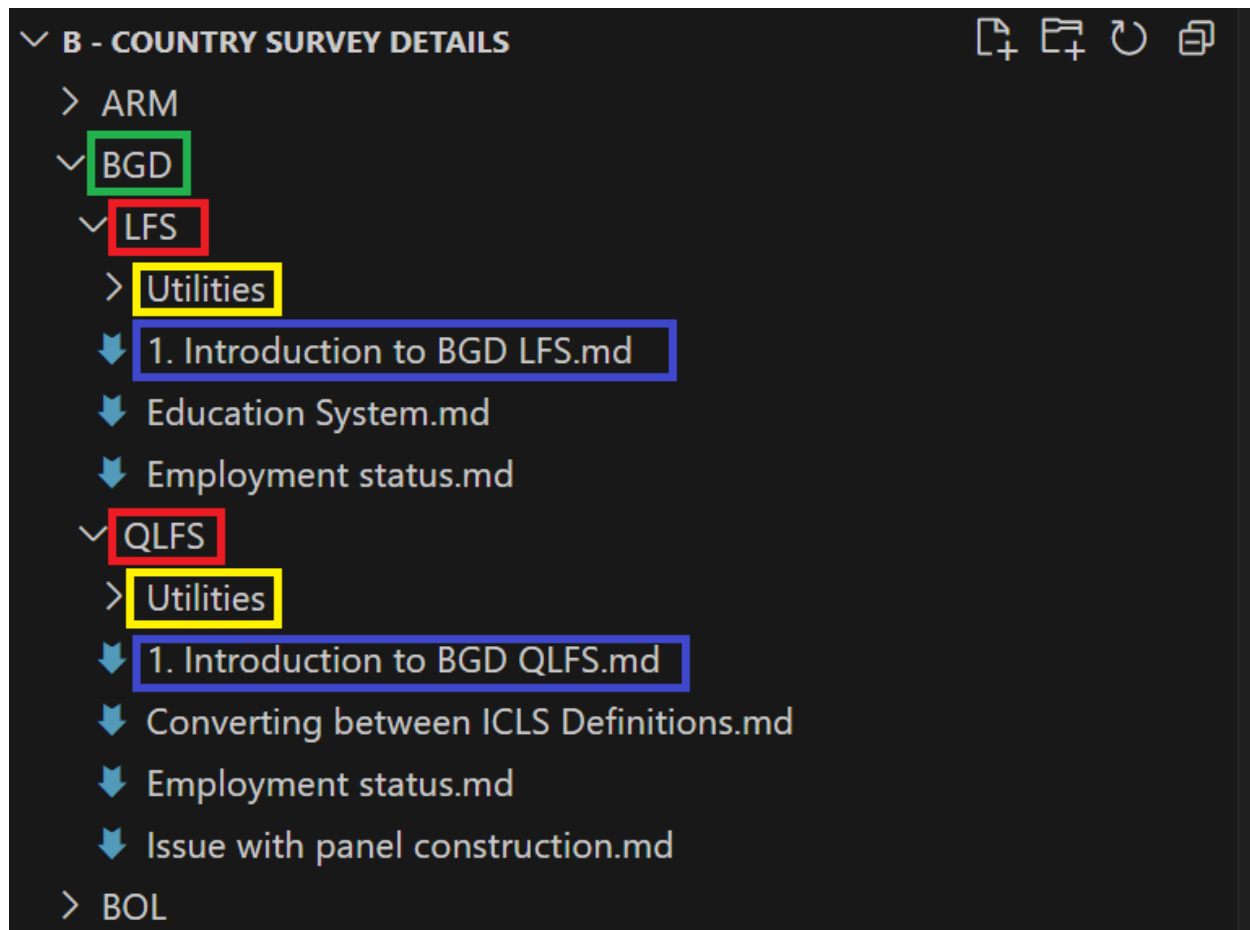 B - COUNTRY SURVEY DETAILS
ARM
BGD
LFS
Utilities
1. Introduction to BGD LFS.md
Education System.md
Employment status.md
QLFS
Utilities
1. Introduction to BGD QLFS.md
Converting between ICLS Definitions.md
Employment status.md
Issue with panel construction.md
BOL